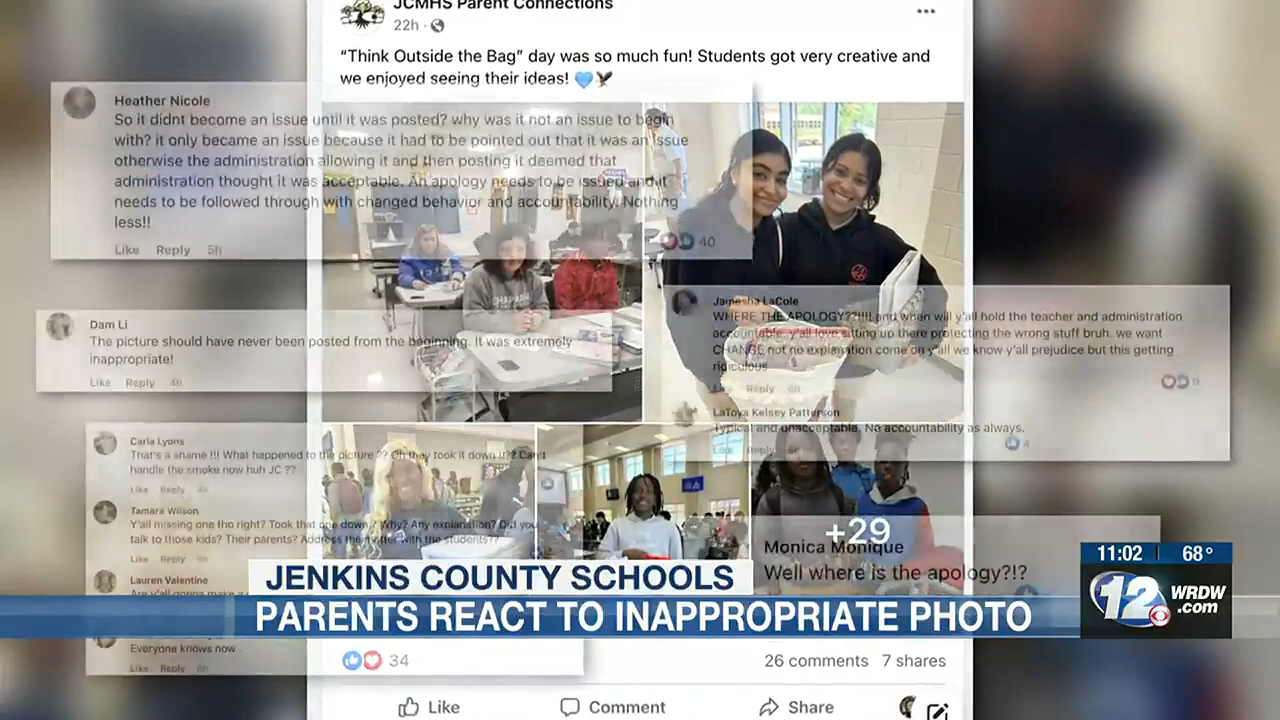 JCMHS Parent Connections
22h
“Think Outside the Bag” day was so much fun! Students got very creative and
we enjoyed seeing their ideas!
Heather Nicole
So it didnt become an issue until it was posted? why was it not an issue to begin
with? it only became an issue because it had to be pointed out that it was an issue
otherwise the administration allowing it and then posting it deemed that
administration thought it was acceptable. An apology needs to be issued and it
needs to be followed through with changed behavior and accountability. Nothing
less!!
Like Reply 5h
40
Dam Li
The picture should have never been posted from the beginning. It was extremely
inappropriate!
Like Reply 4h
Jamesha LaCole
WHERE THE APOLOGY??!!!! and when will y'all hold the teacher and administration
accountable. y'all love sitting up there protecting the wrong stuff bruh. we want
CHANGE not no explanation come on y'all we know y'all prejudice but this getting
ridiculous
Like Reply 6h
LaToya Kelsey Patterson
Typical and unacceptable. No accountability as always.
Like Reply
4
Carla Lyons
That's a shame !!! What happened to the picture ?? Oh they took it down it?? Can't
handle the smoke now huh JC ??
Like Reply
Tamara Wilson
Y'all missing one tho right? Took that one down / Why? Any explanation? Did you
talk to those kids? Their parents? Address the matter with the students??
Like Reply
Lauren Valentine
Everyone knows now
Like Reply 6h
+29
Monica Monique
Well where is the apology?!?
JENKINS COUNTY SCHOOLS
PARENTS REACT TO INAPPROPRIATE PHOTO
11:02 68°
12 WRDW
.com
34
26 comments 7 shares
Like Comment Share